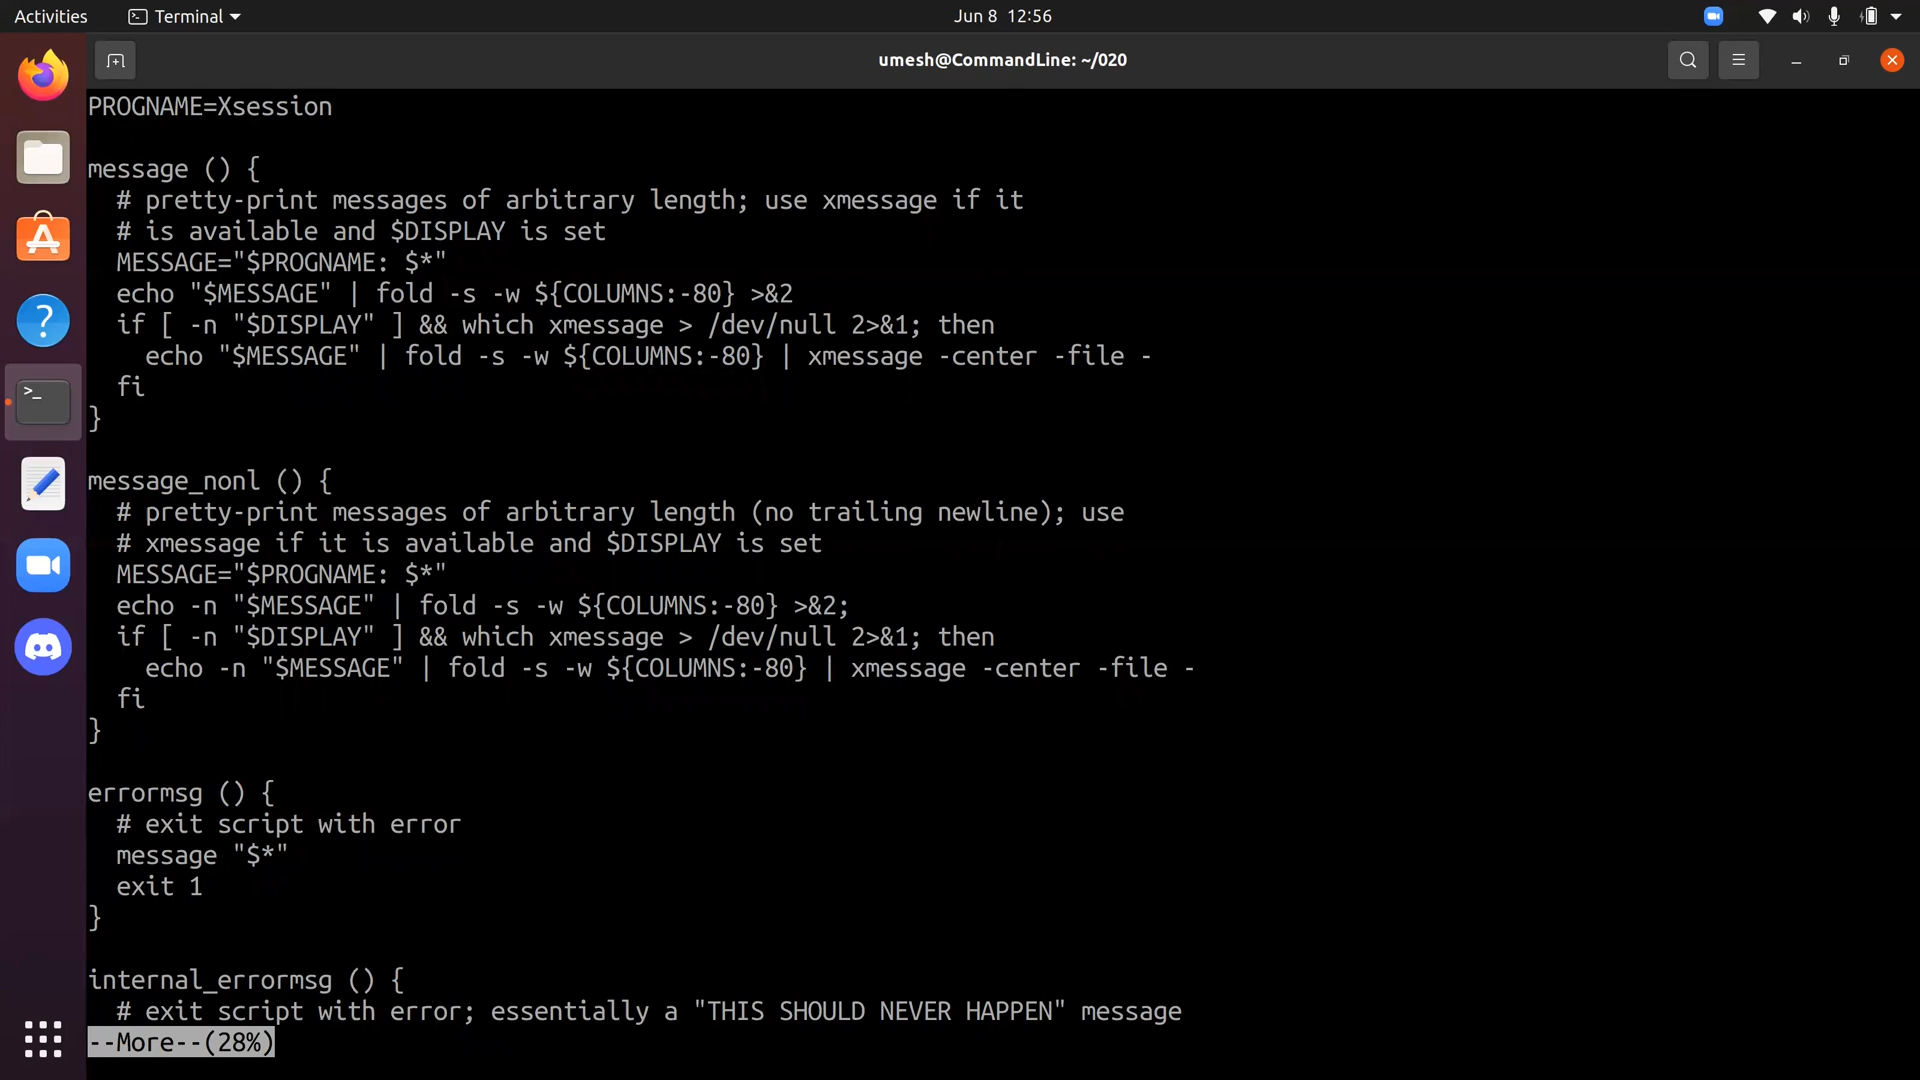 Activities
Terminal
Jun 8 12:56
umesh@CommandLine: ~/020
PROGNAME=Xsession
message () {
  # pretty-print messages of arbitrary length; use xmessage if it
  # is available and $DISPLAY is set
  MESSAGE="$PROGNAME: $*"
  echo "$MESSAGE" | fold -s -w ${COLUMNS:-80} >&2
  if [ -n "$DISPLAY" ] && which xmessage > /dev/null 2>&1; then
    echo "$MESSAGE" | fold -s -w ${COLUMNS:-80} | xmessage -center -file -
  fi
}
message_nonl () {
  # pretty-print messages of arbitrary length (no trailing newline); use
  # xmessage if it is available and $DISPLAY is set
  MESSAGE="$PROGNAME: $*"
  echo -n "$MESSAGE" | fold -s -w ${COLUMNS:-80} >&2;
  if [ -n "$DISPLAY" ] && which xmessage > /dev/null 2>&1; then
    echo -n "$MESSAGE" | fold -s -w ${COLUMNS:-80} | xmessage -center -file -
  fi
}
errormsg () {
  # exit script with error
  message "$*"
  exit 1
}
internal_errormsg () {
  # exit script with error; essentially a "THIS SHOULD NEVER HAPPEN" message
--More--(28%)